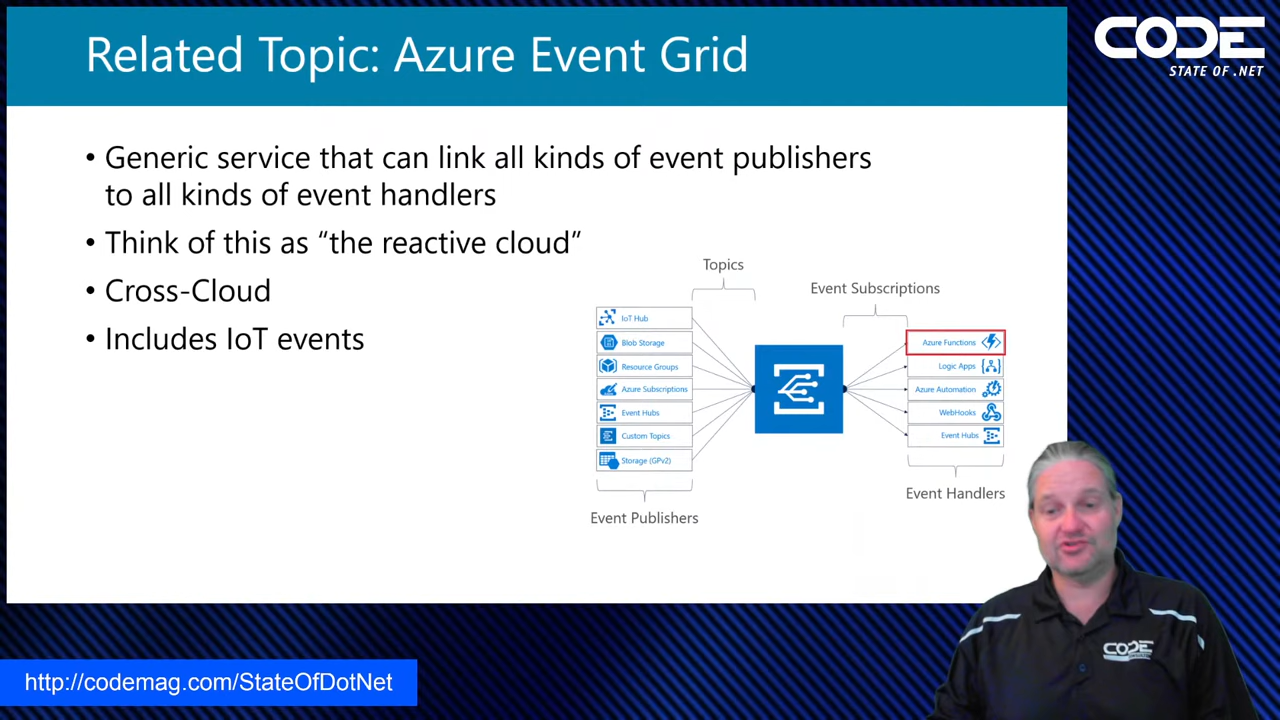 Related Topic: Azure Event Grid
CODE
STATE OF .NET
• Generic service that can link all kinds of event publishers
to all kinds of event handlers
• Think of this as “the reactive cloud”
• Cross-Cloud
• Includes IoT events
Topics
Event Subscriptions
IoT Hub
Blob Storage
Resource Groups
Azure Subscriptions
Event Hubs
Custom Topics
Storage (GPv2)
Event Publishers
Azure Functions
Logic Apps
Azure Automation
WebHooks
Event Hubs
Event Handlers
CODE
http://codemag.com/StateOfDotNet